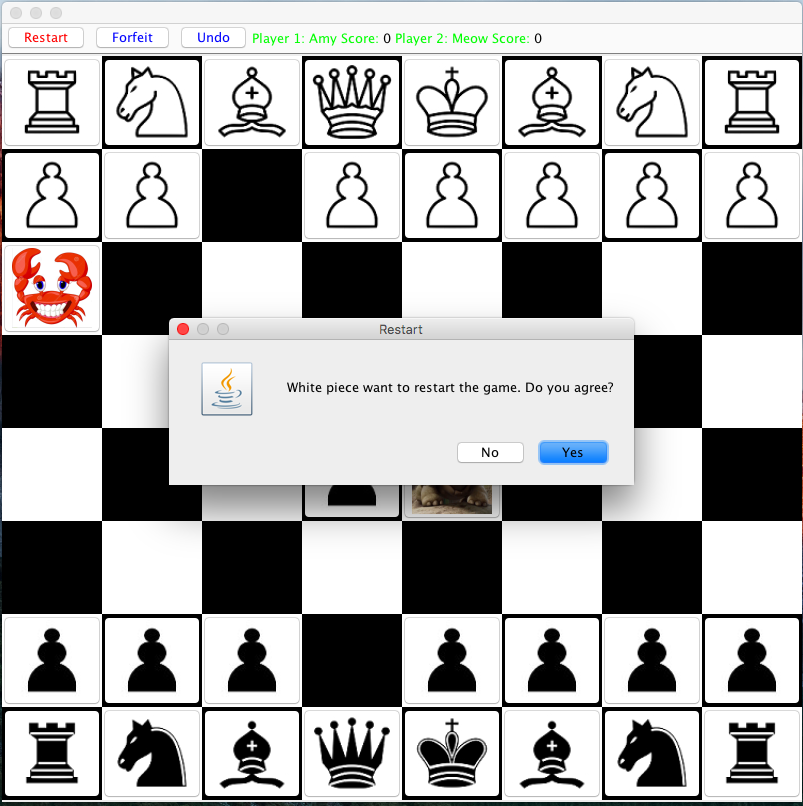 Restart Forfeit Undo Player 1: Amy Score: 0 Player 2: Meow Score: 0
Restart
White piece want to restart the game. Do you agree?
No Yes